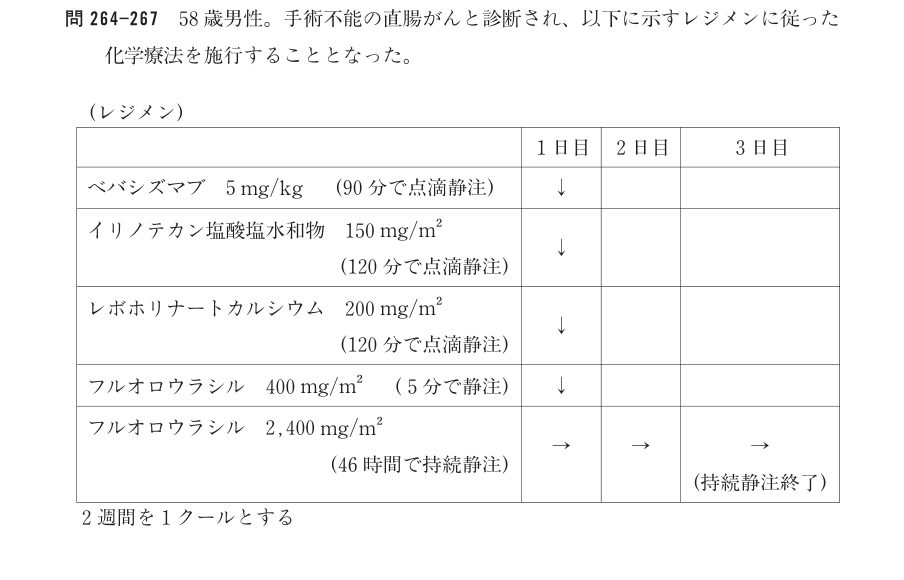 問 264−267 58 歳男性。手術不能の直腸がんと診断され、以下に示すレジメンに従った
化学療法を施行することとなった。
(レジメン)
1 日目 2 日目 3 日目
ベバシズマブ 5 mg/kg (90 分で点滴静注) ↓
イリノテカン塩酸塩水和物 150 mg/m²
(120 分で点滴静注) ↓
レボホリナートカルシウム 200 mg/m²
(120 分で点滴静注) ↓
フルオロウラシル 400 mg/m² ( 5 分で静注) ↓
フルオロウラシル 2,400 mg/m²
→ → →
(46 時間で持続静注) (持続静注終了)
2 週間を 1 クールとする